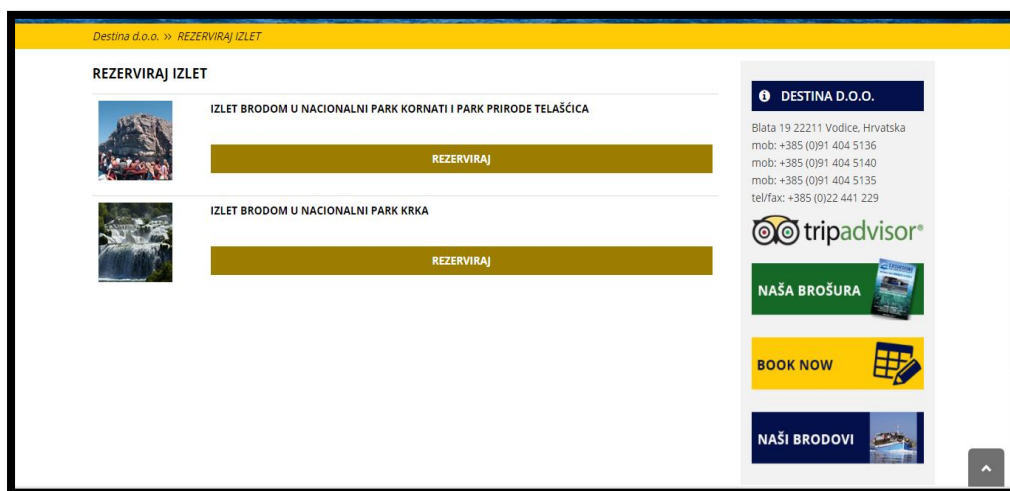 Destina d.o.o. >> REZERVIRAJ IZLET
REZERVIRAJ IZLET
IZLET BRODOM U NACIONALNI PARK KORNATI I PARK PRIRODE TELAŠĆICA
REZERVIRAJ
IZLET BRODOM U NACIONALNI PARK KRKA
REZERVIRAJ
DESTINA D.O.O.
Blata 19 22211 Vodice, Hrvatska
mob: +385 (0)91 404 5136
mob: +385 (0)91 404 5140
mob: +385 (0)91 404 5135
tel/fax: +385 (0)22 441 229
tripadvisor®
NAŠA BROŠURA
BOOK NOW
NAŠI BRODOVI